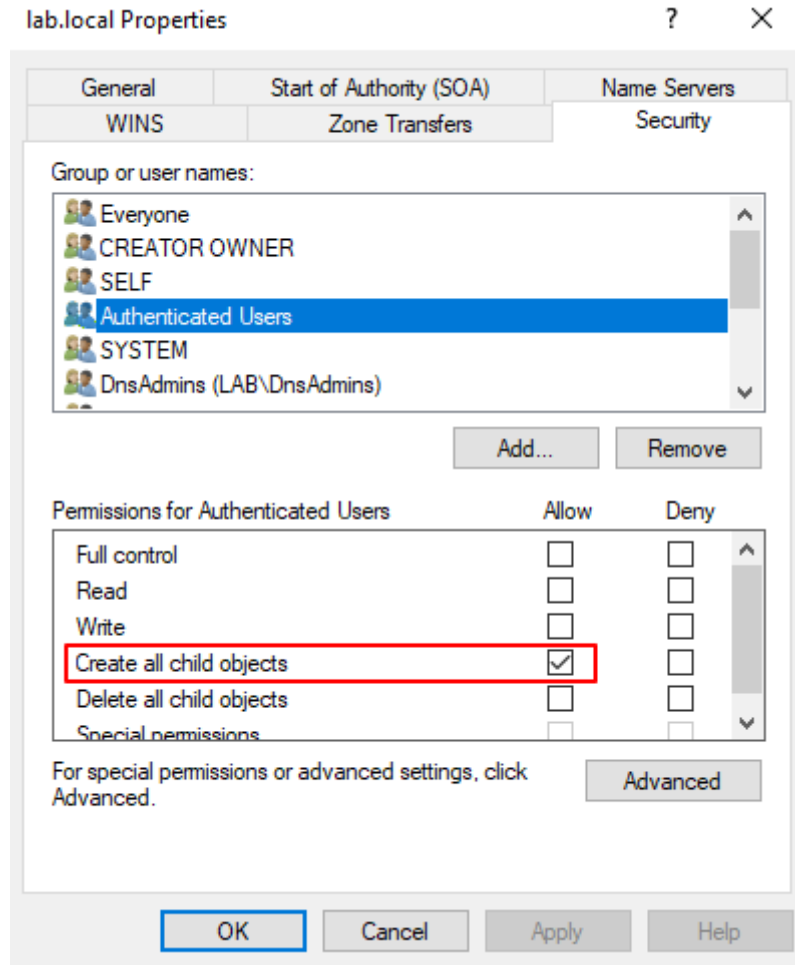 lab.local Properties
?
General
Start of Authority (SOA)
Name Servers
WINS
Zone Transfers
Security
Group or user names:
Everyone
CREATOR OWNER
SELF
Authenticated Users
SYSTEM
DnsAdmins (LAB\DnsAdmins)
Add...
Remove
Permissions for Authenticated Users
Allow
Deny
Full control
Read
Write
Create all child objects
Delete all child objects
Special permissions
For special permissions or advanced settings, click
Advanced.
Advanced
OK
Cancel
Apply
Help